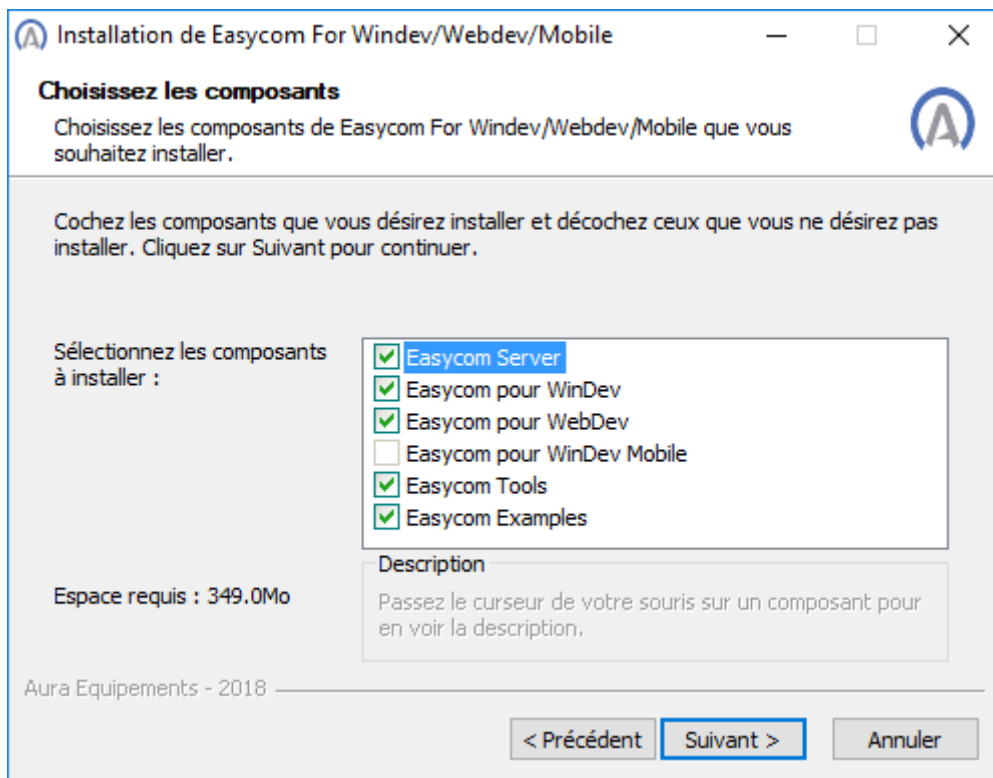 Installation de Easycom For Windev/Webdev/Mobile
Choisissez les composants
Choisissez les composants de Easycom For Windev/Webdev/Mobile que vous
souhaitez installer.
Cochez les composants que vous désirez installer et décochez ceux que vous ne désirez pas
installer. Cliquez sur Suivant pour continuer.
Sélectionnez les composants
à installer :
Easycom Server
Easycom pour WinDev
Easycom pour WebDev
Easycom pour WinDev Mobile
Easycom Tools
Easycom Examples
Espace requis : 349.0Mo
Description
Passez le curseur de votre souris sur un composant pour
en voir la description.
Aura Equipements - 2018
< Précédent
Suivant >
Annuler